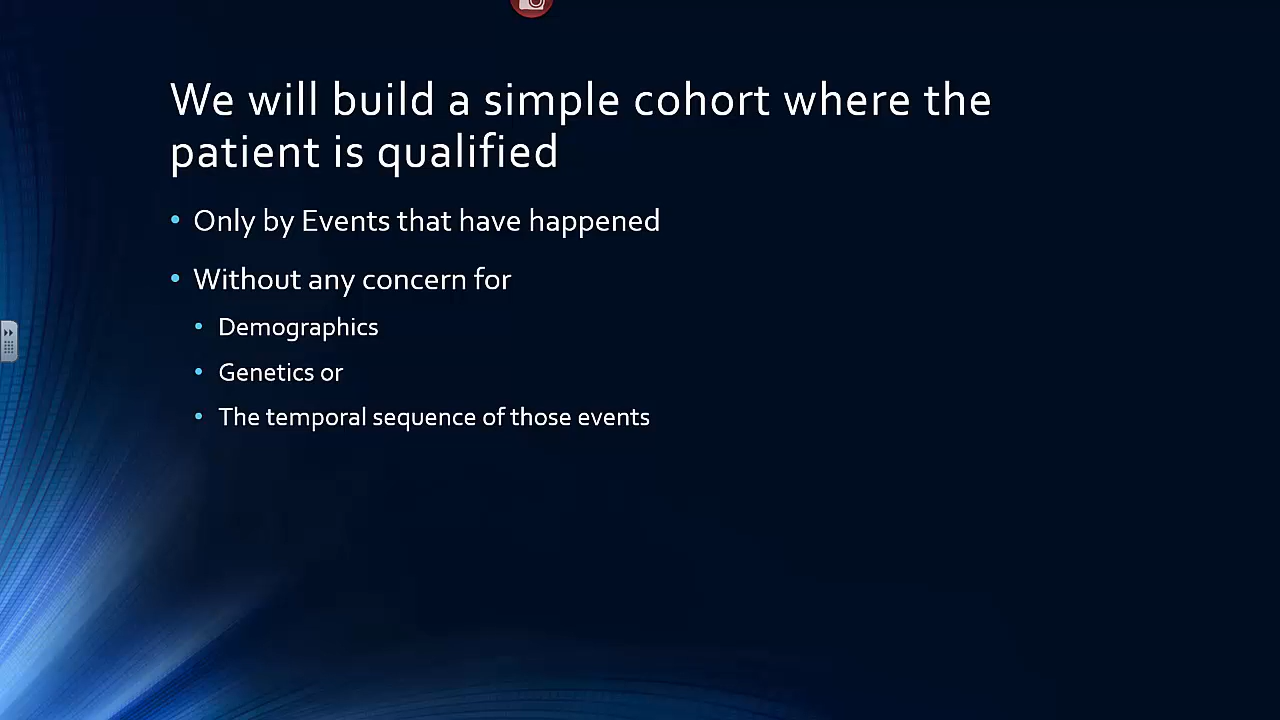 We will build a simple cohort where the
patient is qualified
• Only by Events that have happened
• Without any concern for
• Demographics
• Genetics or
• The temporal sequence of those events